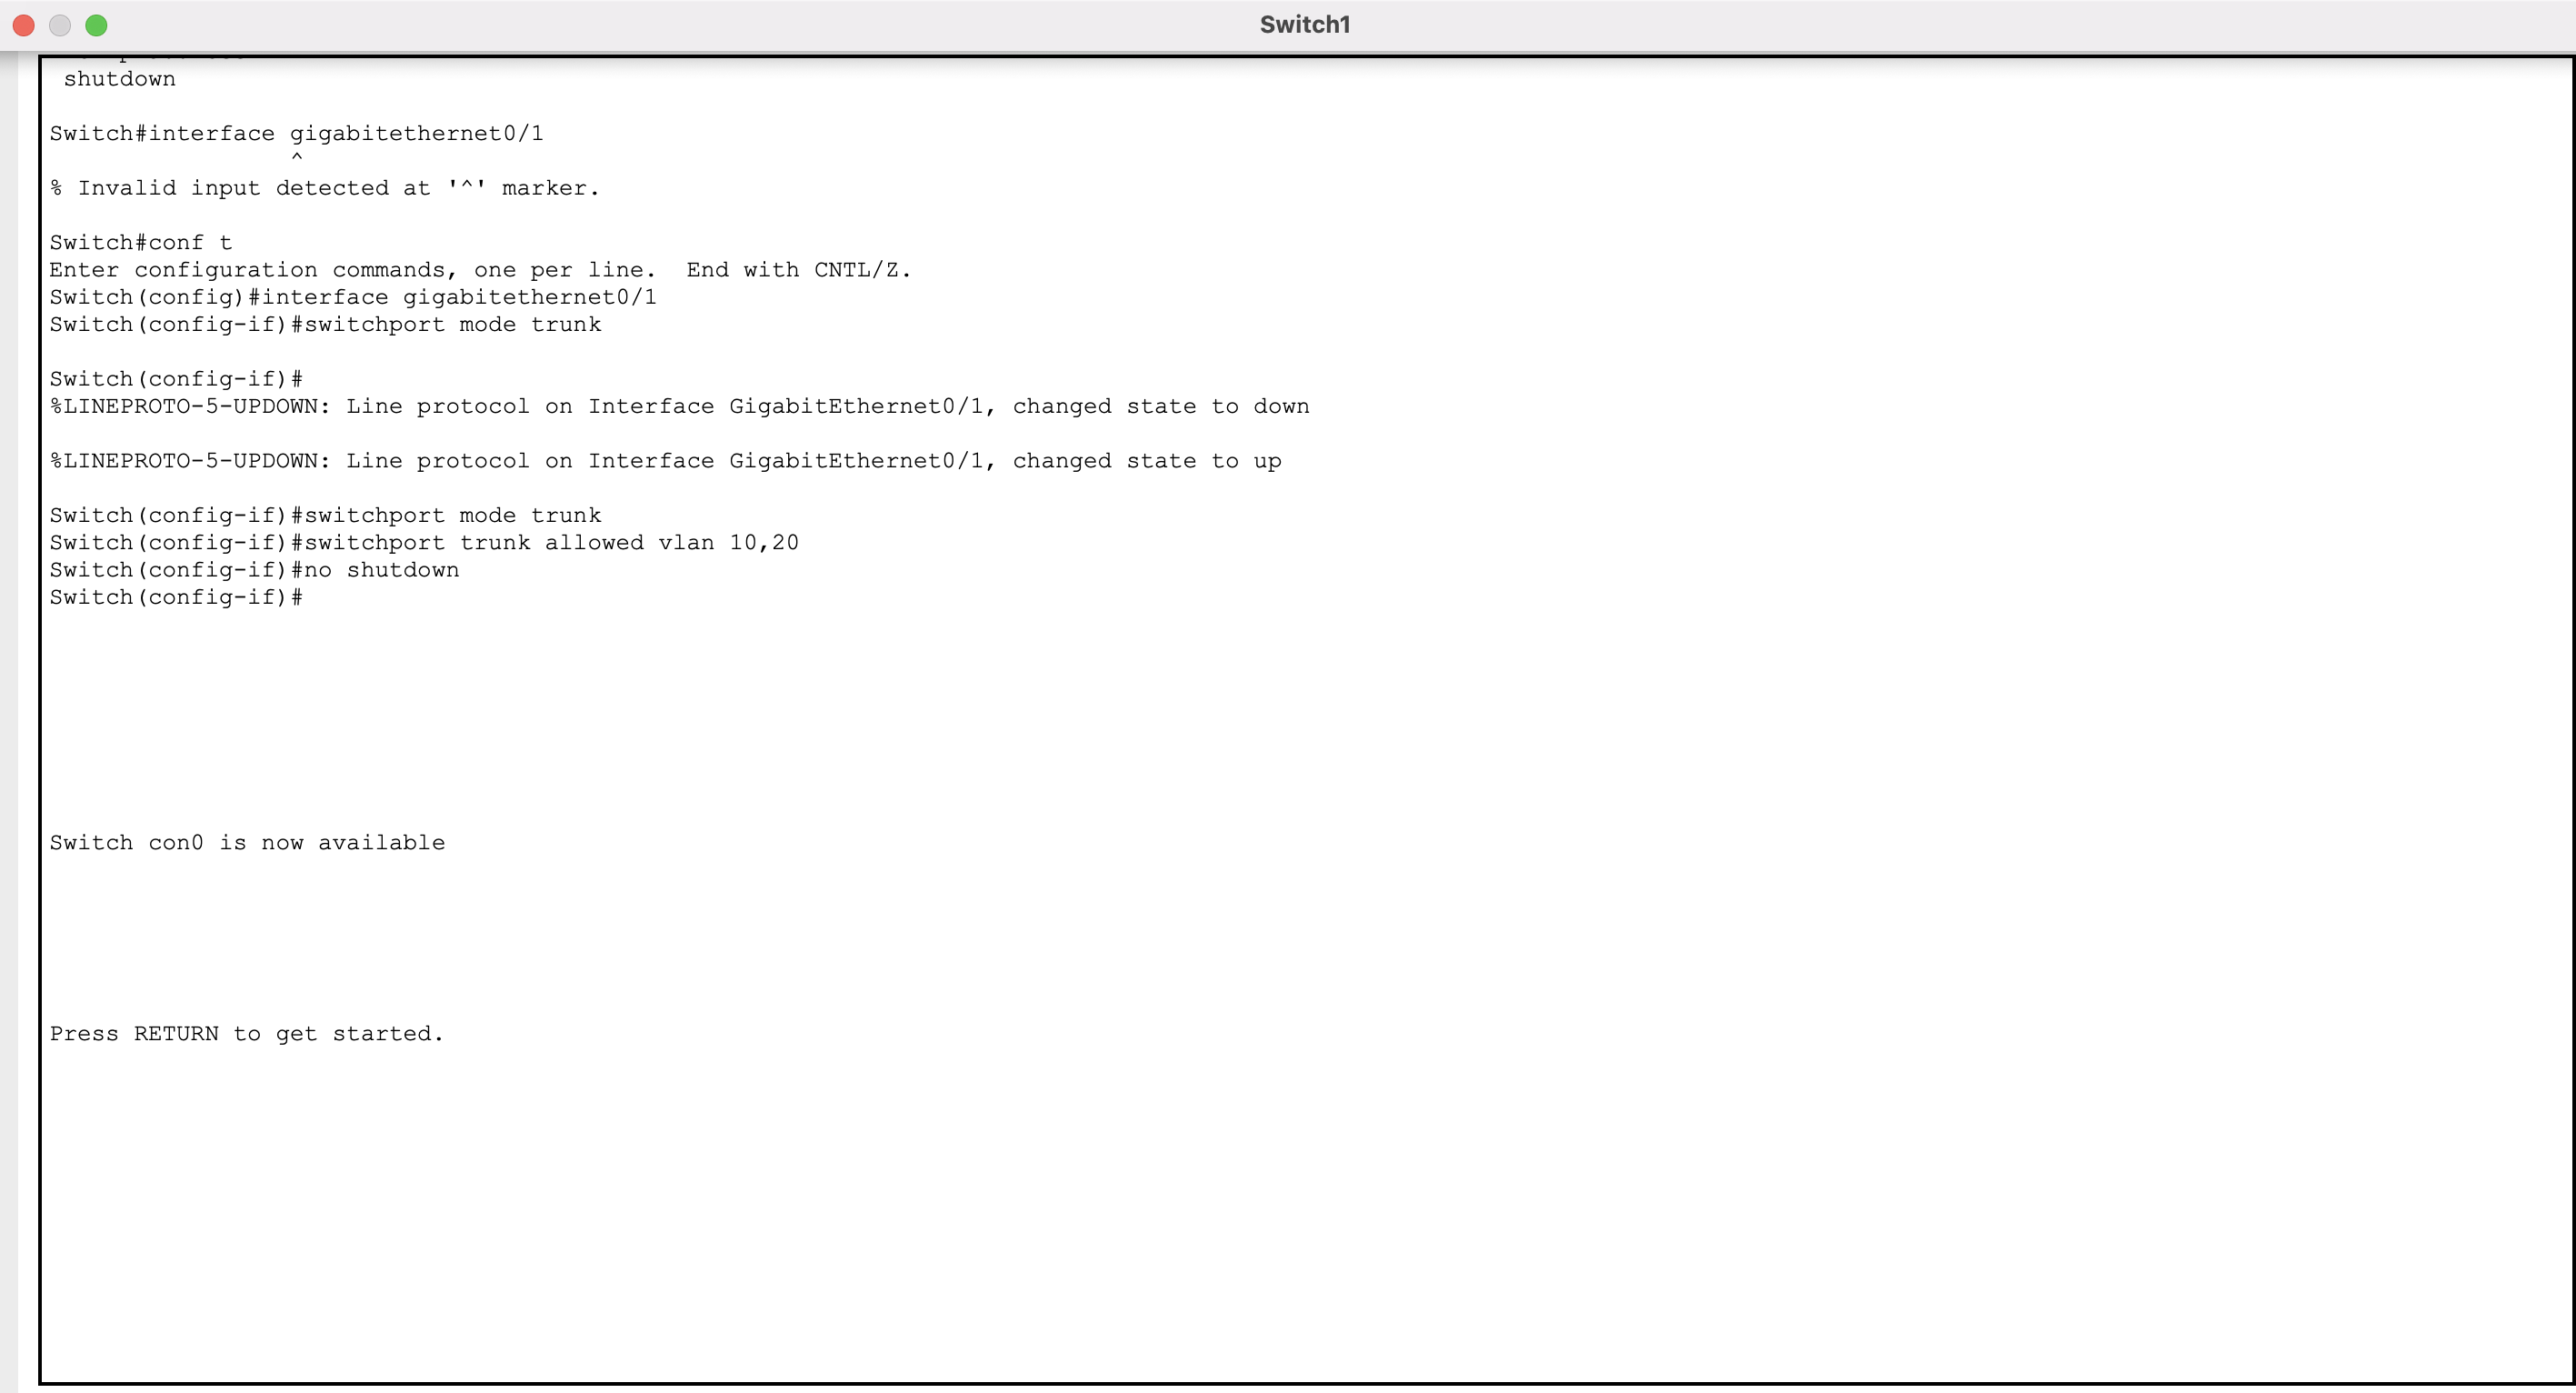 Switch1
shutdown
Switch#interface gigabitethernet0/1
^
% Invalid input detected at '^' marker.
Switch#conf t
Enter configuration commands, one per line.  End with CNTL/Z.
Switch(config)#interface gigabitethernet0/1
Switch(config-if)#switchport mode trunk
Switch(config-if)#
%LINEPROTO-5-UPDOWN: Line protocol on Interface GigabitEthernet0/1, changed state to down
%LINEPROTO-5-UPDOWN: Line protocol on Interface GigabitEthernet0/1, changed state to up
Switch(config-if)#switchport mode trunk
Switch(config-if)#switchport trunk allowed vlan 10,20
Switch(config-if)#no shutdown
Switch(config-if)#
Switch con0 is now available
Press RETURN to get started.